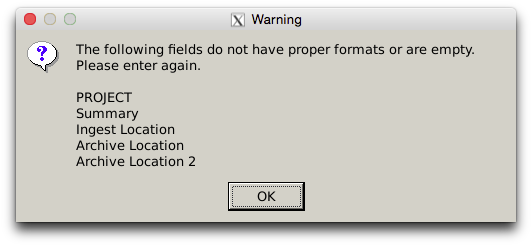 Warning
The following fields do not have proper formats or are empty.
Please enter again.
PROJECT
Summary
Ingest Location
Archive Location
Archive Location 2
OK